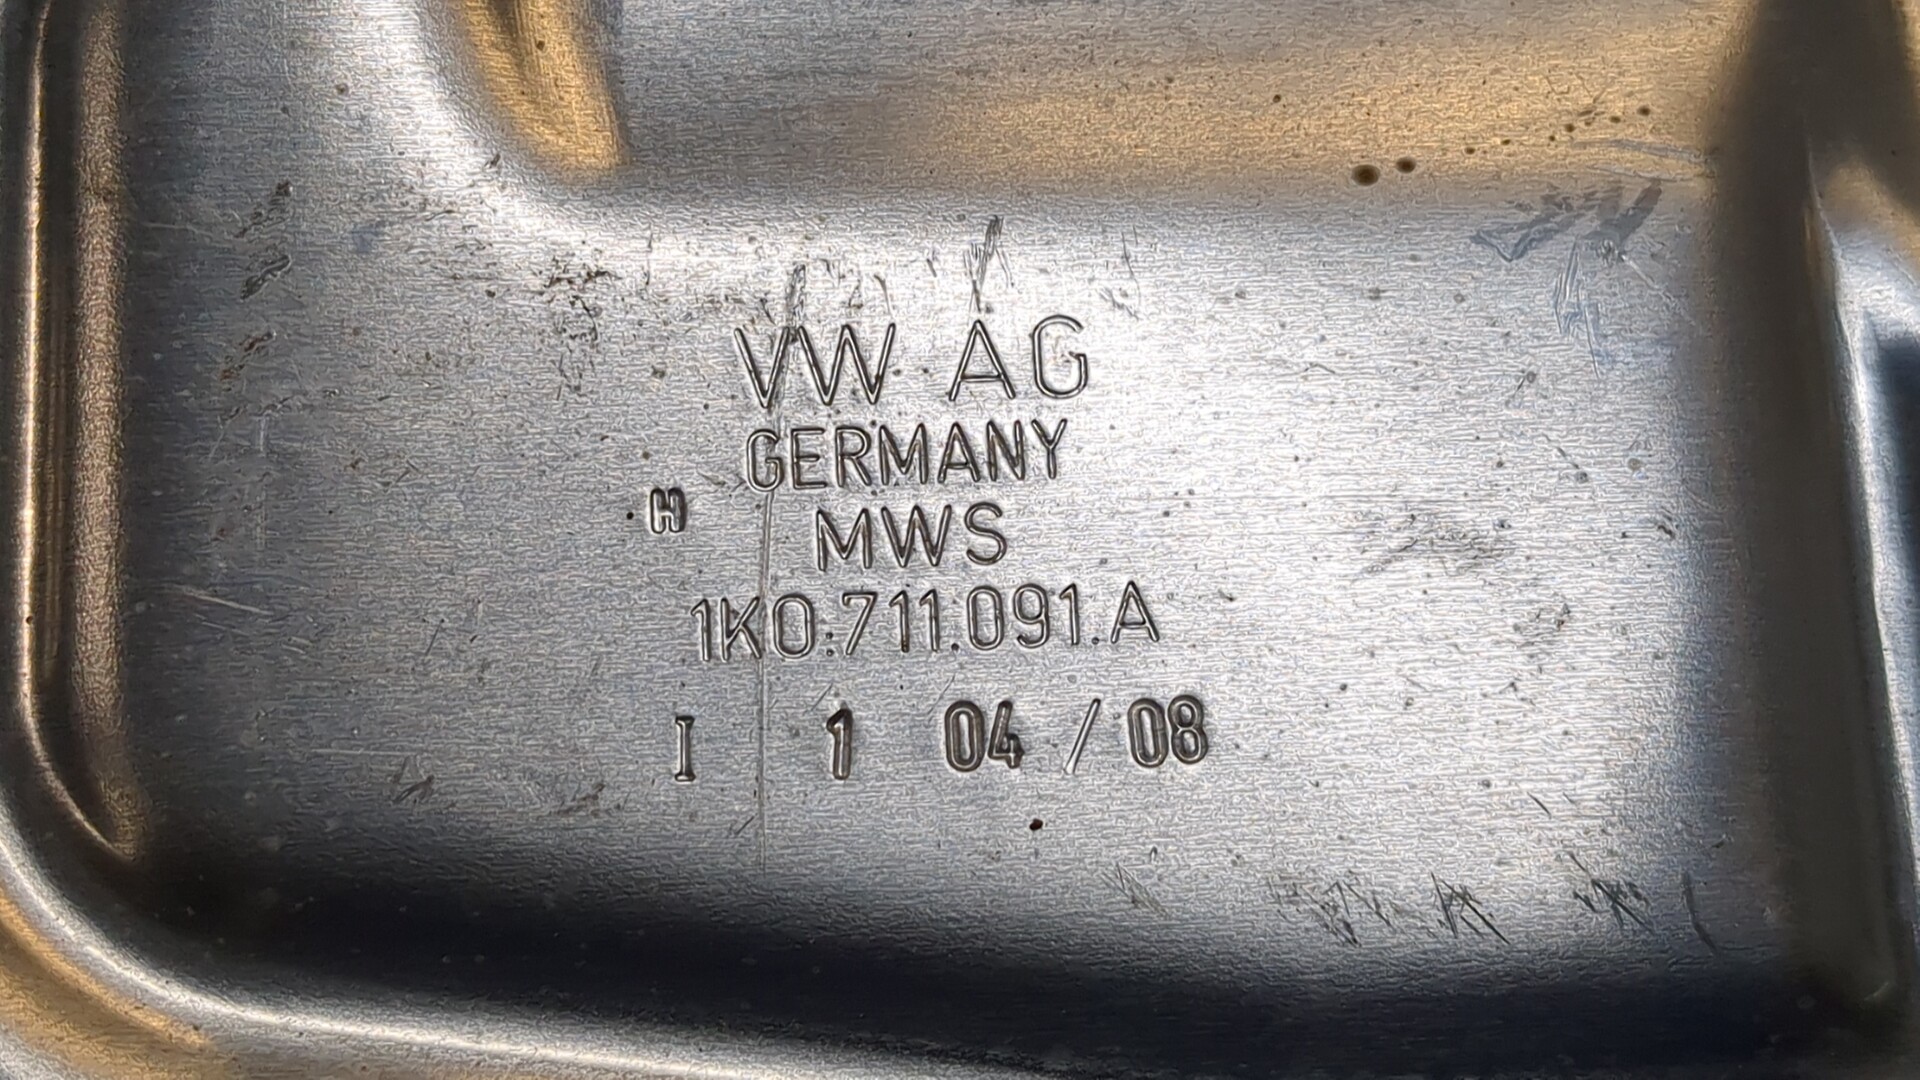 VW AG
GERMANY
H
MWS
1K0.711.091.A
I 1 04 / 08